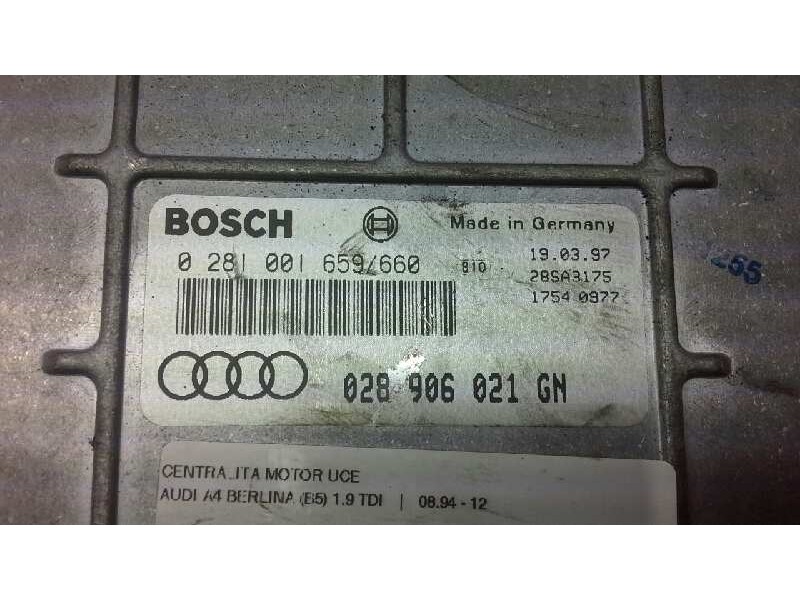 BOSCH
Made in Germany
0 281 001 659/660
810
19.03.97
28SA3175
1754 0977
028 906 021 GN
265
CENTRALITA MOTOR UCE
AUDI A4 BERLINA (B5) 1.9 TDI | 08.94 - 12